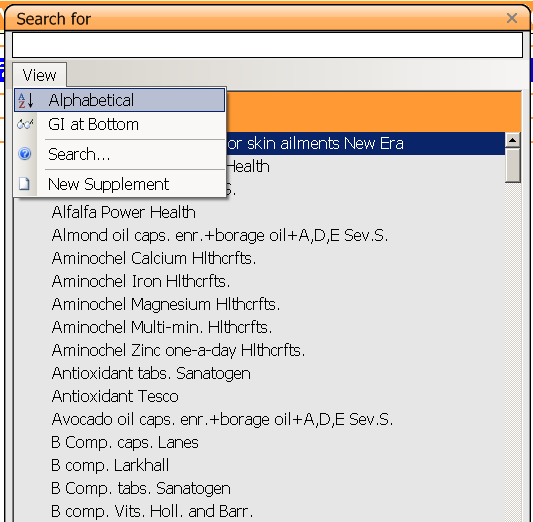 Search for
View
Alphabetical
GI at Bottom
Search...
New Supplement
or skin ailments New Era
Health
S.
Alfalfa Power Health
Almond oil caps. enr.+borage oil+A,D,E Sev.S.
Aminochel Calcium Hlthcrfts.
Aminochel Iron Hlthcrfts.
Aminochel Magnesium Hlthcrfts.
Aminochel Multi-min. Hlthcrfts.
Aminochel Zinc one-a-day Hlthcrfts.
Antioxidant tabs. Sanatogen
Antioxidant Tesco
Avocado oil caps. enr.+borage oil+A,D,E Sev.S.
B Comp. caps. Lanes
B comp. Larkhall
B Comp. tabs. Sanatogen
B comp. Vits. Holl. and Barr.